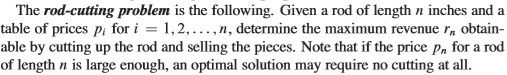 The rod-cutting problem is the following. Given a rod of length n inches and a
table of prices pᵢ for i = 1, 2, . . . , n, determine the maximum revenue rₙ obtain-
able by cutting up the rod and selling the pieces. Note that if the price pₙ for a rod
of length n is large enough, an optimal solution may require no cutting at all.